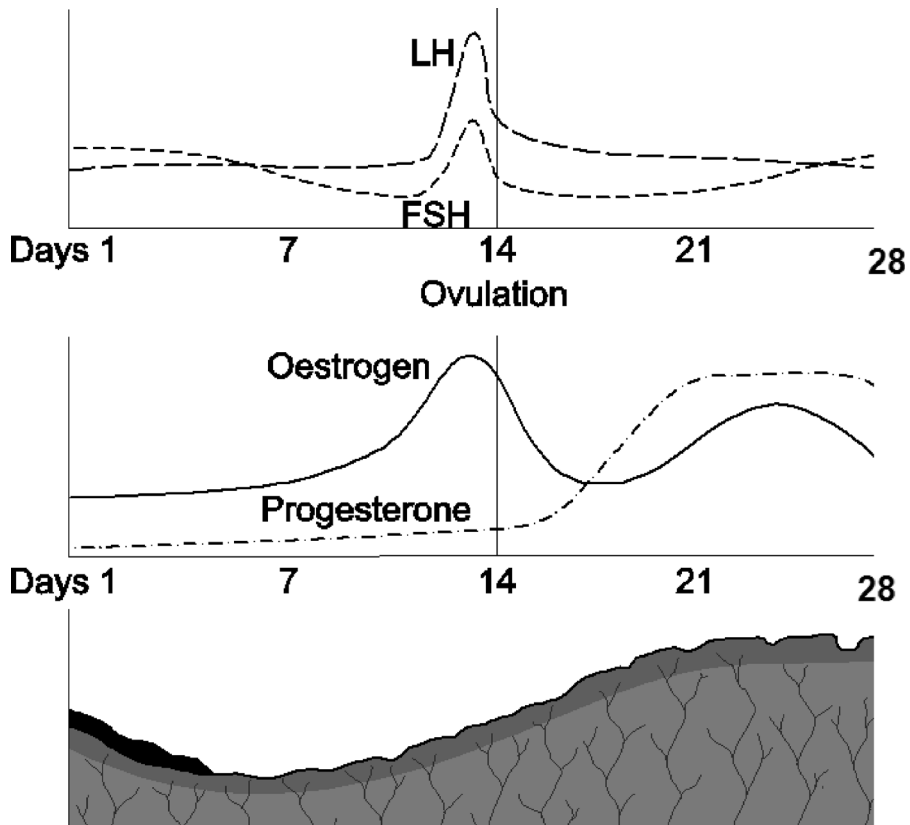 LH
FSH
Days 1 7 14 21 28
Ovulation
Oestrogen
Progesterone
Days 1 7 14 21 28